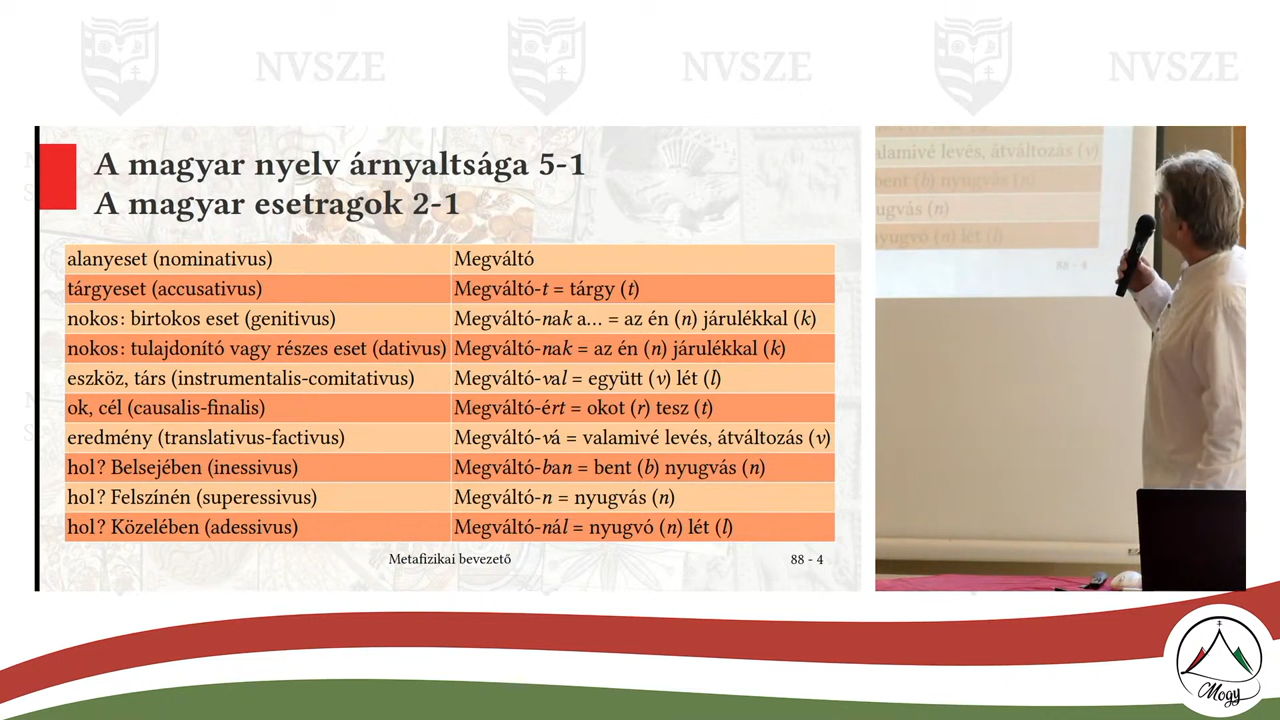 NVSZE NVSZE NVSZE
A magyar nyelv árnyaltsága 5-1
A magyar esetragok 2-1
alanyeset (nominativus) Megváltó
tárgyeset (accusativus) Megváltó-t = tárgy (t)
nokos: birtokos eset (genitivus) Megváltó-nak a... = az én (n) járulékkal (k)
nokos: tulajdonító vagy részes eset (dativus) Megváltó-nak = az én (n) járulékkal (k)
eszköz, társ (instrumentalis-comitativus) Megváltó-val = együtt (v) lét (l)
ok, cél (causalis-finalis) Megváltó-ért = okot (r) tesz (t)
eredmény (translativus-factivus) Megváltó-vá = valamivé levés, átváltozás (v)
hol? Belsejében (inessivus) Megváltó-ban = bent (b) nyugvás (n)
hol? Felszínén (superessivus) Megváltó-n = nyugvás (n)
hol? Közelében (adessivus) Megváltó-nál = nyugvó (n) lét (l)
Metafizikai bevezető 88 - 4
alamivé levés, átváltozás (v)
bent (b) nyugvás (n)
ugvás (n)
yugvó (n) lét (l)
88 - 4
Mogy